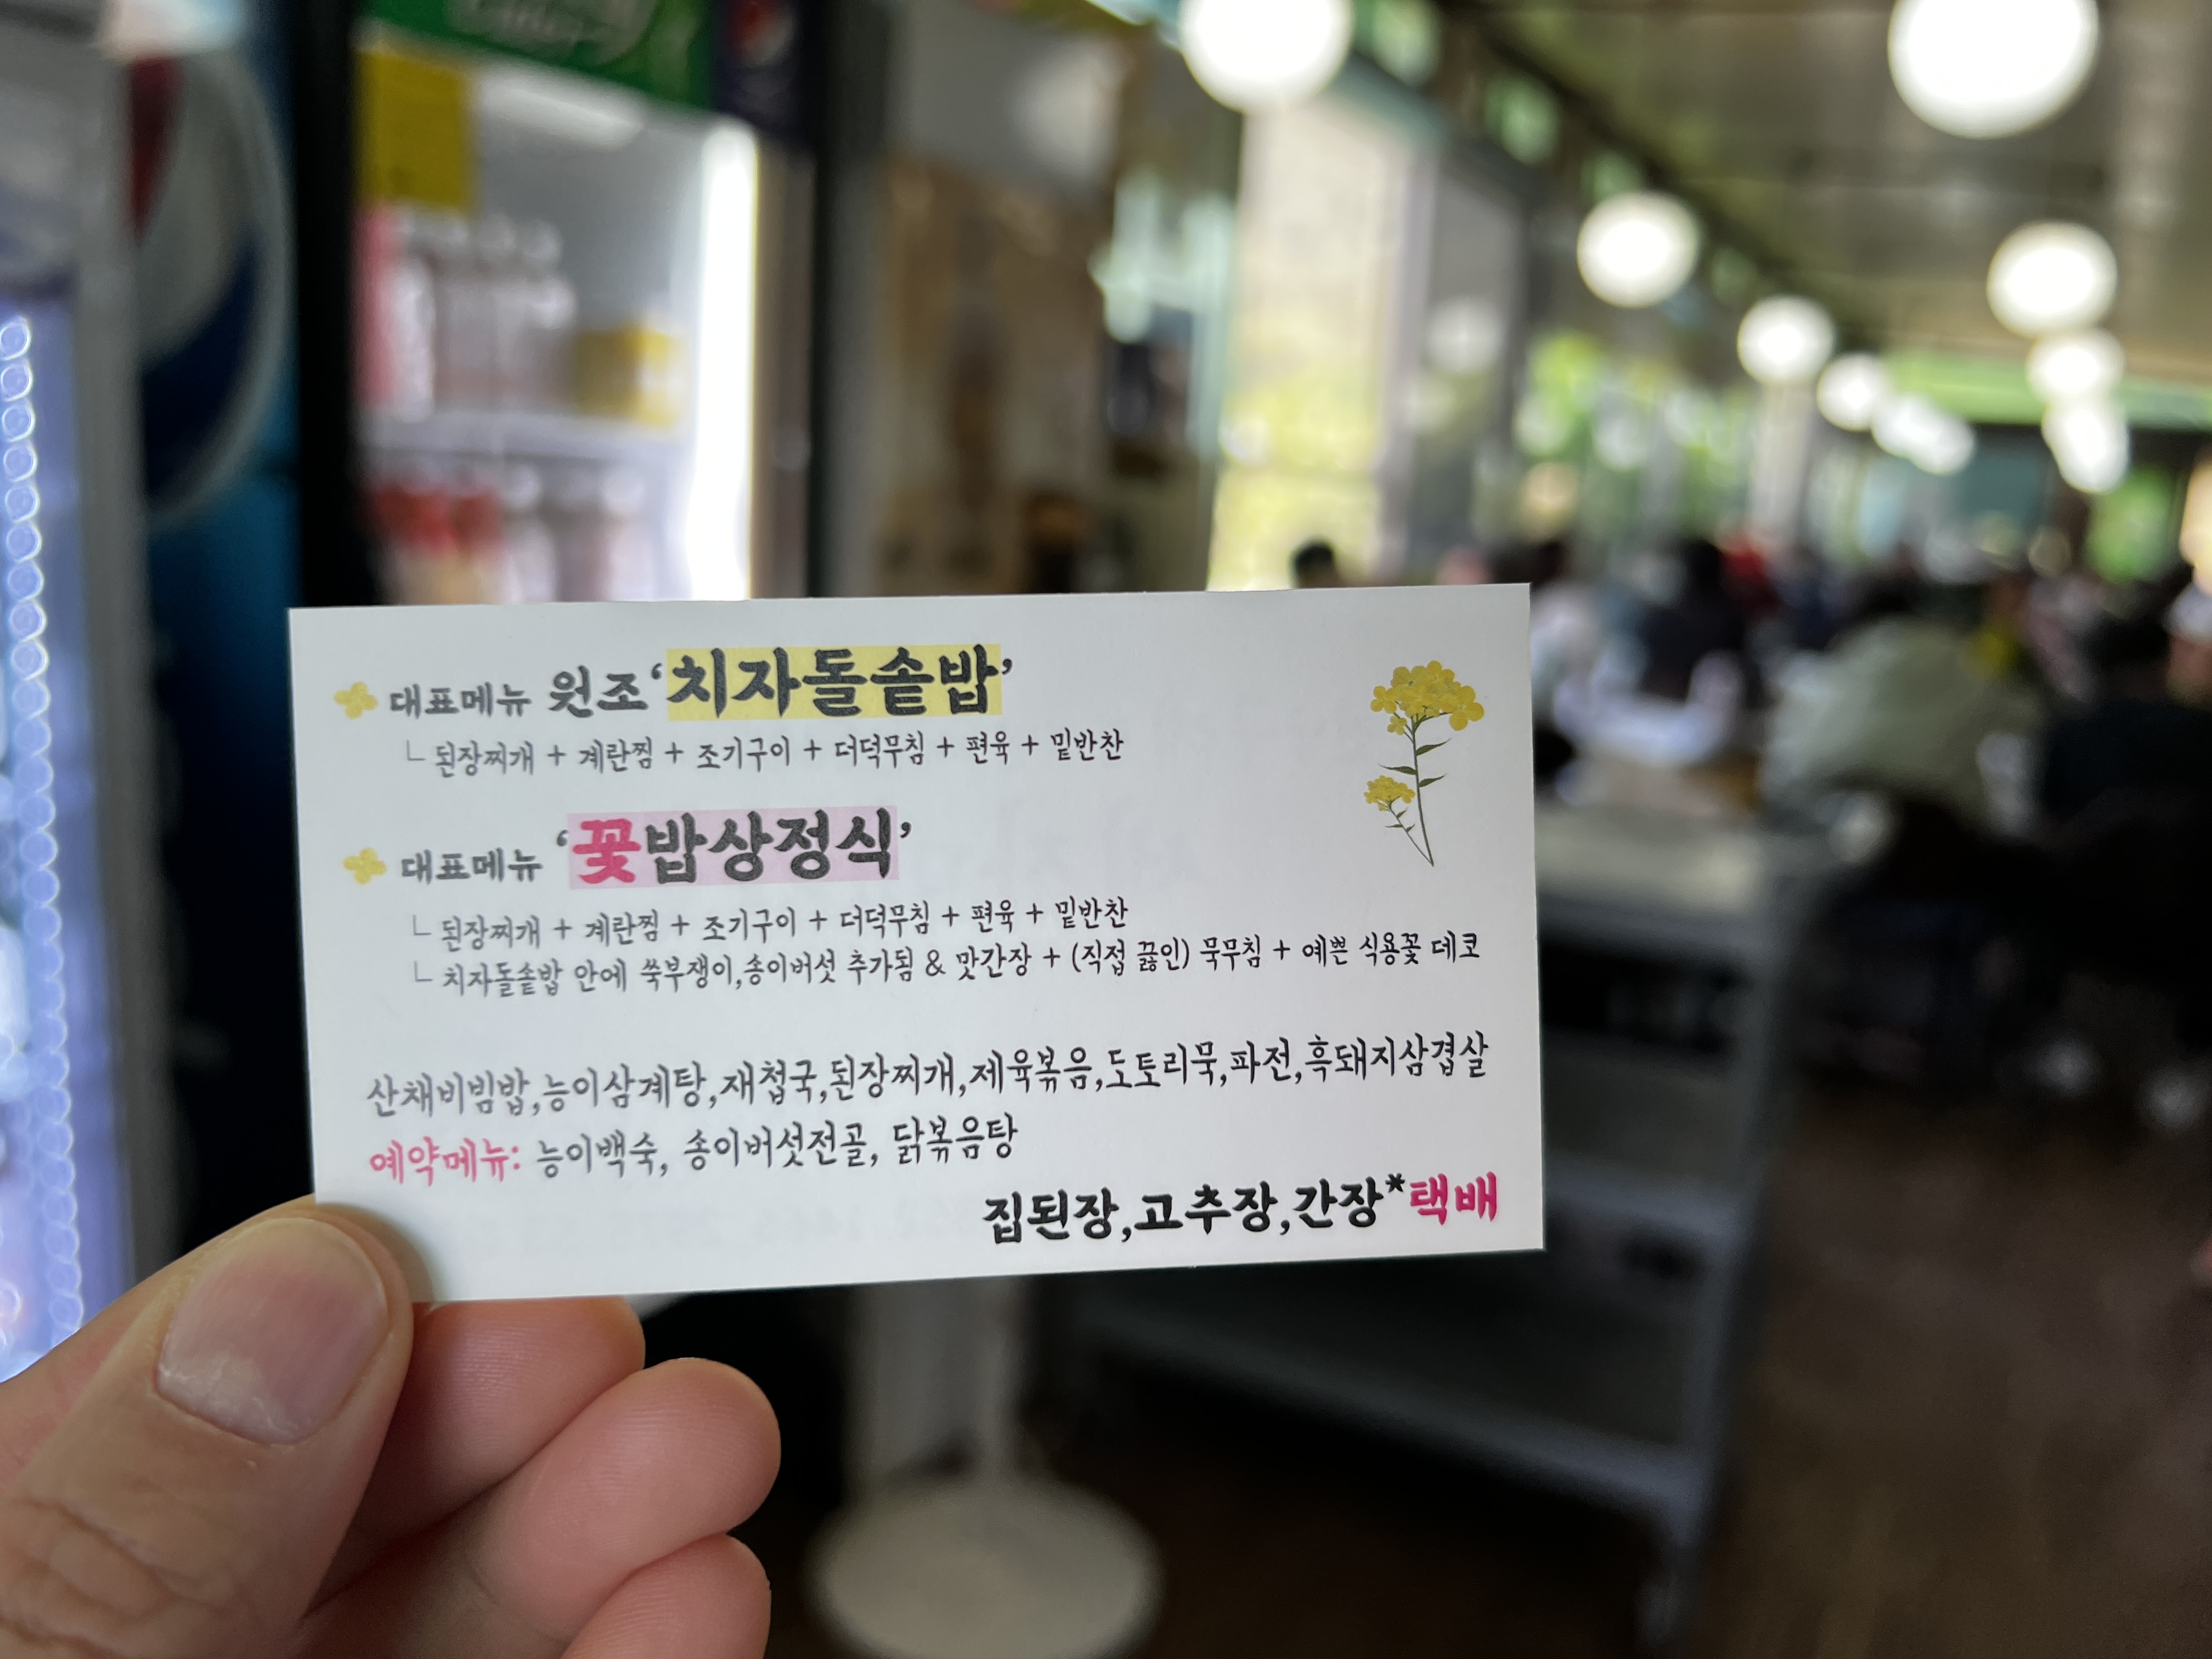 대표메뉴 원조 '치자돌솥밥'
└ 된장찌개 + 계란찜 + 조기구이 + 더덕무침 + 편육 + 밑반찬
대표메뉴 '꽃밥상정식'
└ 된장찌개 + 계란찜 + 조기구이 + 더덕무침 + 편육 + 밑반찬
└ 치자돌솥밥 안에 쑥부쟁이,송이버섯 추가됨 & 맛간장 + (직접 끓인) 묵무침 + 예쁜 식용꽃 데코
산채비빔밥,능이삼계탕,재첩국,된장찌개,제육볶음,도토리묵,파전,흑돼지삼겹살
예약메뉴: 능이백숙, 송이버섯전골, 닭볶음탕
집된장,고추장,간장*택배